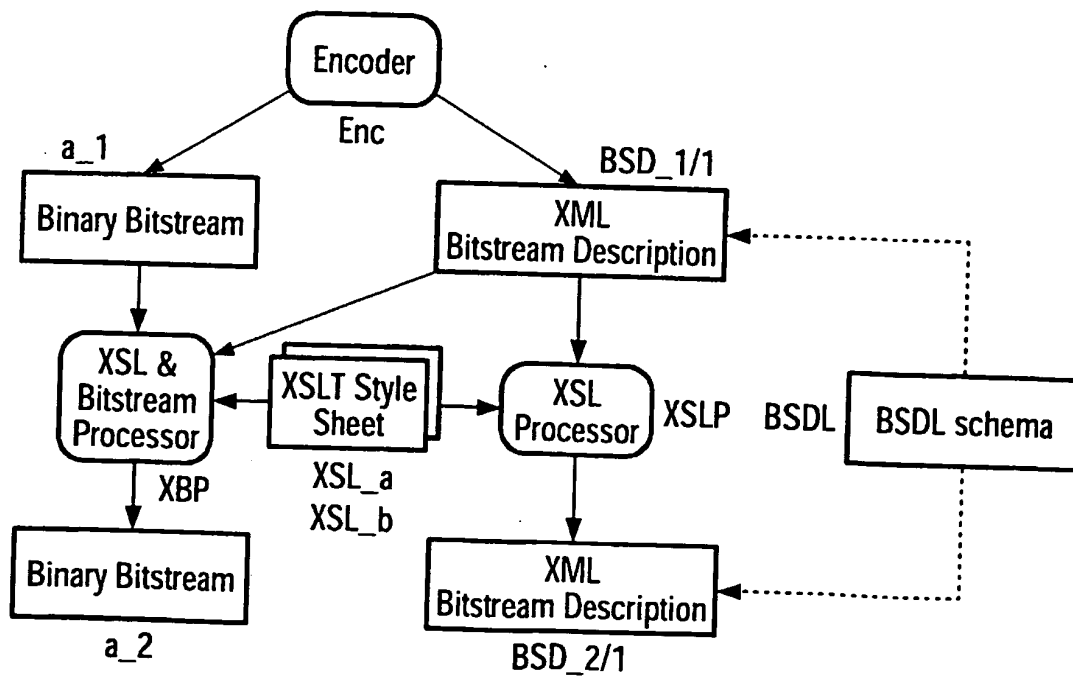 Encoder
Enc
a_1
BSD_1/1
Binary Bitstream
XML
Bitstream Description
XSL &
Bitstream
Processor
XBP
XSLT Style
Sheet
XSL_a
XSL_b
XSL
Processor
XSLP
BSDL
BSDL schema
Binary Bitstream
a_2
XML
Bitstream Description
BSD_2/1